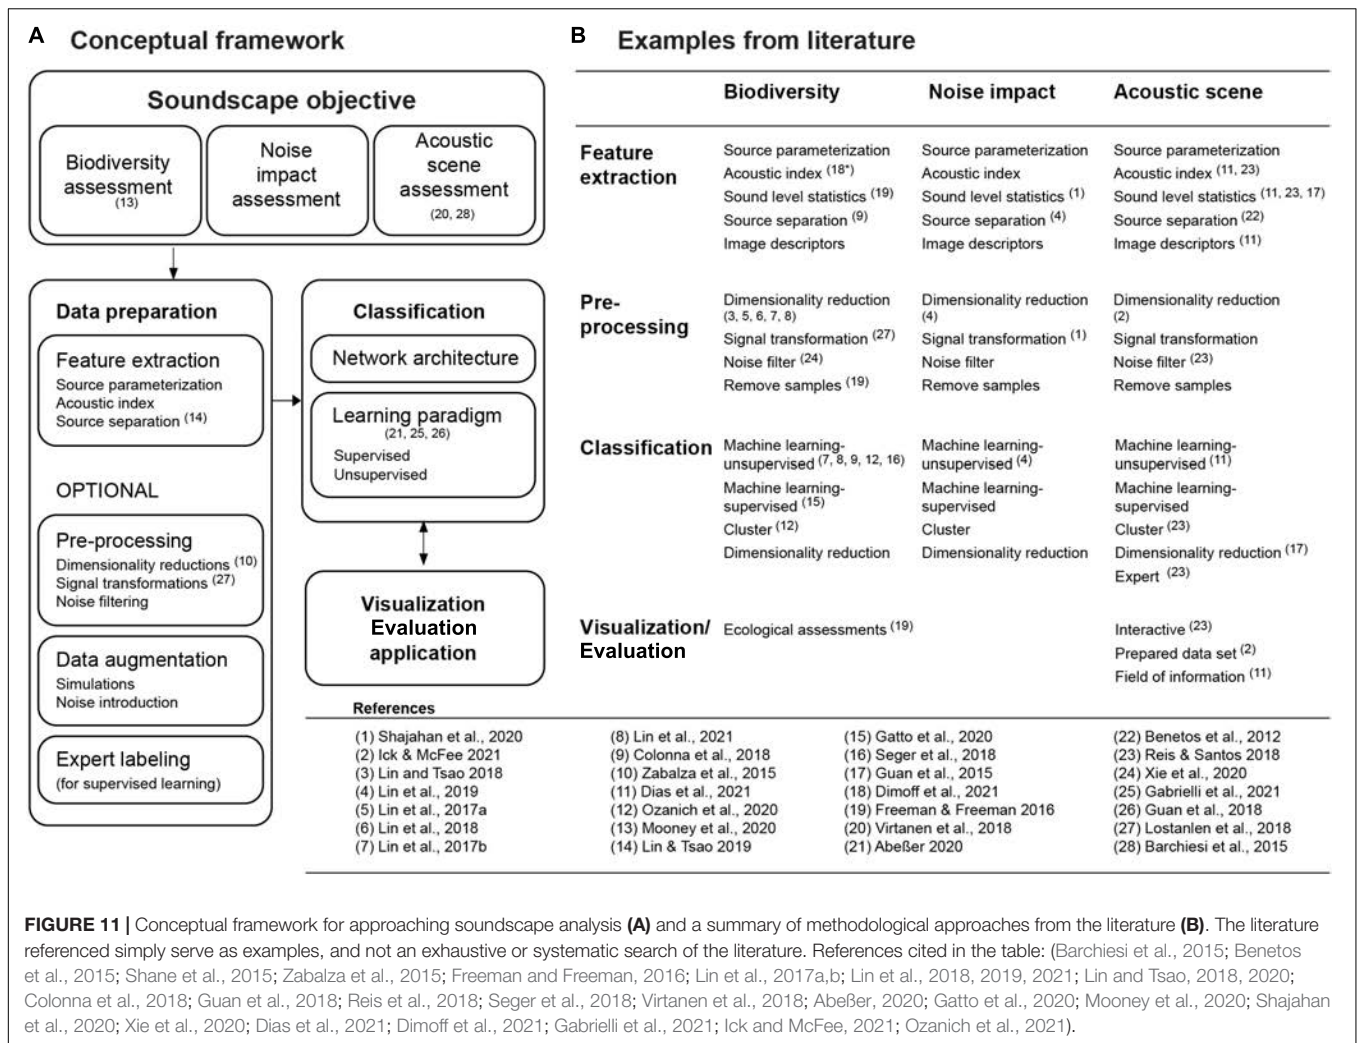 A Conceptual framework
Soundscape objective
Biodiversity
assessment
(13)
Noise
impact
assessment
Acoustic
scene
assessment
(20, 28)
Data preparation
Feature extraction
Source parameterization
Acoustic index
Source separation (14)
OPTIONAL
Pre-processing
Dimensionality reductions (10)
Signal transformations (27)
Noise filtering
Data augmentation
Simulations
Noise introduction
Expert labeling
(for supervised learning)
Classification
Network architecture
Learning paradigm
(21, 25, 26)
Supervised
Unsupervised
Visualization
Evaluation
application
B Examples from literature
Biodiversity Noise impact Acoustic scene
Feature
extraction
Source parameterization Source parameterization Source parameterization
Acoustic index (18*) Acoustic index Acoustic index (11, 23)
Sound level statistics (19) Sound level statistics (1) Sound level statistics (11, 23, 17)
Source separation (9) Source separation (4) Source separation (22)
Image descriptors Image descriptors Image descriptors (11)
Pre-
processing
Dimensionality reduction Dimensionality reduction Dimensionality reduction
(3, 5, 6, 7, 8) (4) (2)
Signal transformation (27) Signal transformation (1) Signal transformation
Noise filter (24) Noise filter Noise filter (23)
Remove samples (19) Remove samples Remove samples
Classification
Machine learning- Machine learning- Machine learning-
unsupervised (7, 8, 9, 12, 16) unsupervised (4) unsupervised (11)
Machine learning- Machine learning- Machine learning-
supervised (15) supervised supervised
Cluster (12) Cluster Cluster (23)
Dimensionality reduction Dimensionality reduction Dimensionality reduction (17)
Expert (23)
Visualization/
Evaluation
Ecological assessments (19) Interactive (23)
Prepared data set (2)
Field of information (11)
References
(1) Shajahan et al., 2020 (8) Lin et al., 2021 (15) Gatto et al., 2020 (22) Benetos et al., 2012
(2) Ick & McFee 2021 (9) Colonna et al., 2018 (16) Seger et al., 2018 (23) Reis & Santos 2018
(3) Lin and Tsao 2018 (10) Zabalza et al., 2015 (17) Guan et al., 2015 (24) Xie et al., 2020
(4) Lin et al., 2019 (11) Dias et al., 2021 (18) Dimoff et al., 2021 (25) Gabrielli et al., 2021
(5) Lin et al., 2017a (12) Ozanich et al., 2020 (19) Freeman & Freeman 2016 (26) Guan et al., 2018
(6) Lin et al., 2018 (13) Mooney et al., 2020 (20) Virtanen et al., 2018 (27) Lostanlen et al., 2018
(7) Lin et al., 2017b (14) Lin & Tsao 2019 (21) Abeßer 2020 (28) Barchiesi et al., 2015
FIGURE 11 | Conceptual framework for approaching soundscape analysis (A) and a summary of methodological approaches from the literature (B). The literature
referenced simply serve as examples, and not an exhaustive or systematic search of the literature. References cited in the table: (Barchiesi et al., 2015; Benetos
et al., 2015; Shane et al., 2015; Zabalza et al., 2015; Freeman and Freeman, 2016; Lin et al., 2017a,b; Lin et al., 2018, 2019, 2021; Lin and Tsao, 2018, 2020;
Colonna et al., 2018; Guan et al., 2018; Reis et al., 2018; Seger et al., 2018; Virtanen et al., 2018; Abeßer, 2020; Gatto et al., 2020; Mooney et al., 2020; Shajahan
et al., 2020; Xie et al., 2020; Dias et al., 2021; Dimoff et al., 2021; Gabrielli et al., 2021; Ick and McFee, 2021; Ozanich et al., 2021).